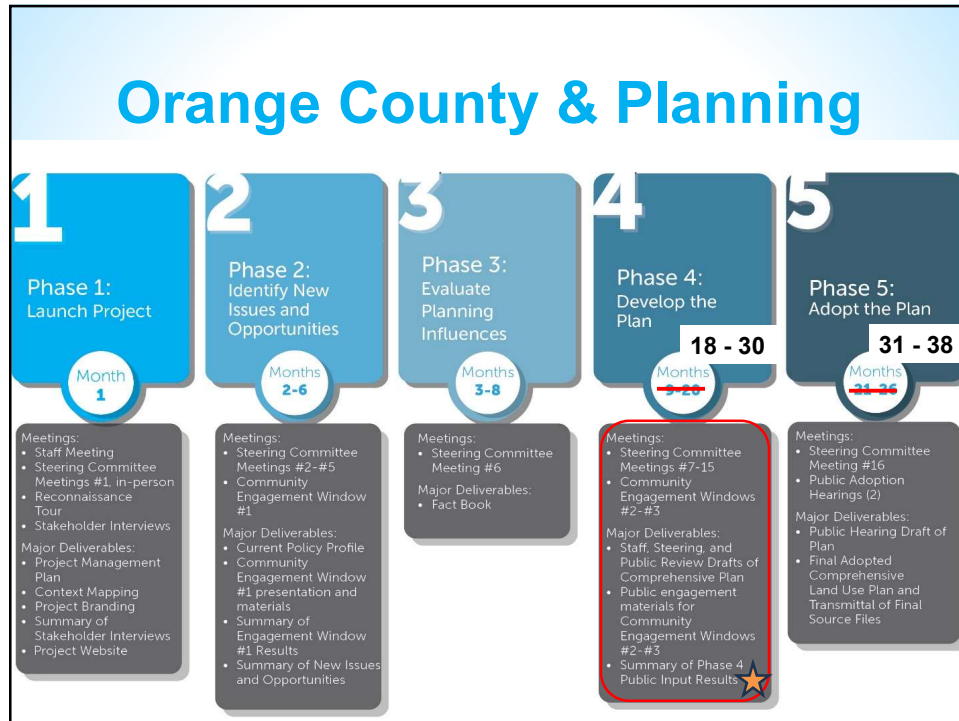 Orange County & Planning
1
Phase 1:
Launch Project
Month
1
Meetings:
• Staff Meeting
• Steering Committee
Meetings #1, in-person
• Reconnaissance
Tour
• Stakeholder Interviews
Major Deliverables:
• Project Management
Plan
• Context Mapping
• Project Branding
• Summary of
Stakeholder Interviews
• Project Website
2
Phase 2:
Identify New
Issues and
Opportunities
Months
2-6
Meetings:
• Steering Committee
Meetings #2-#5
• Community
Engagement Window
#1
Major Deliverables:
• Current Policy Profile
• Community
Engagement Window
#1 presentation and
materials
• Summary of
Engagement Window
#1 Results
• Summary of New Issues
and Opportunities
3
Phase 3:
Evaluate
Planning
Influences
Months
3-8
Meetings:
• Steering Committee
Meeting #6
Major Deliverables:
• Fact Book
4
Phase 4:
Develop the
Plan
18 - 30
Months
9-20
Meetings:
• Steering Committee
Meetings #7-15
• Community
Engagement Windows
#2-#3
Major Deliverables:
• Staff, Steering, and
Public Review Drafts of
Comprehensive Plan
• Public engagement
materials for
Community
Engagement Windows
#2-#3
• Summary of Phase 4
Public Input Results
5
Phase 5:
Adopt the Plan
31 - 38
Months
21-26
Meetings:
• Steering Committee
Meeting #16
• Public Adoption
Hearings (2)
Major Deliverables:
• Public Hearing Draft of
Plan
• Final Adopted
Comprehensive
Land Use Plan and
Transmittal of Final
Source Files